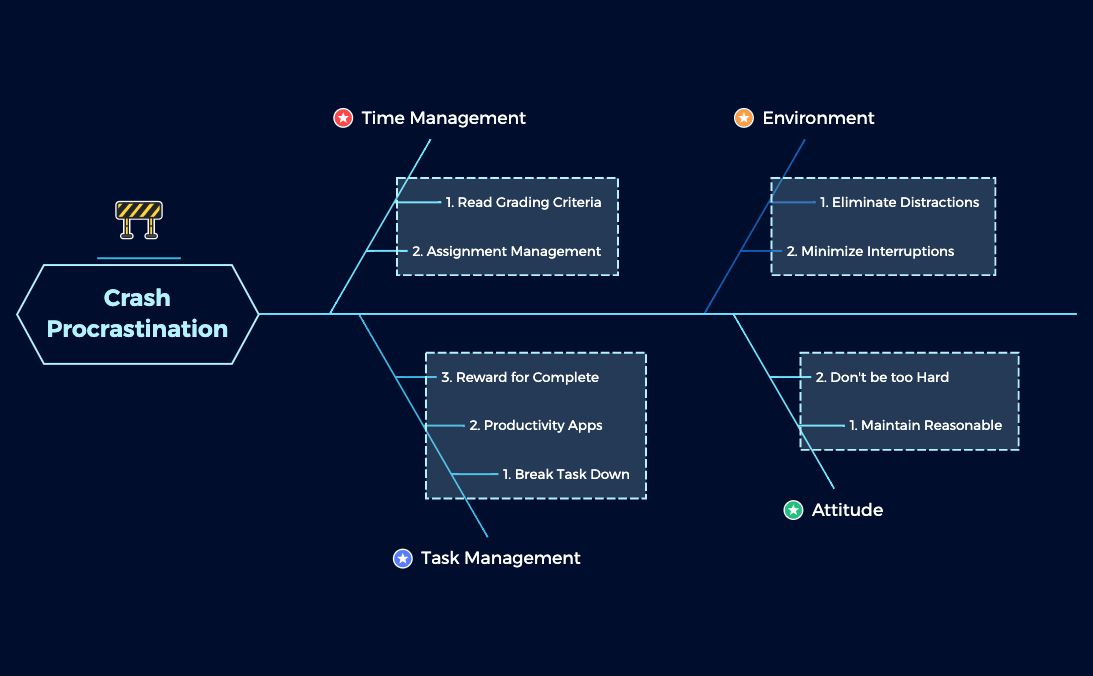 Crash
Procrastination
Time Management
1. Read Grading Criteria
2. Assignment Management
Environment
1. Eliminate Distractions
2. Minimize Interruptions
3. Reward for Complete
2. Productivity Apps
1. Break Task Down
Task Management
2. Don't be too Hard
1. Maintain Reasonable
Attitude